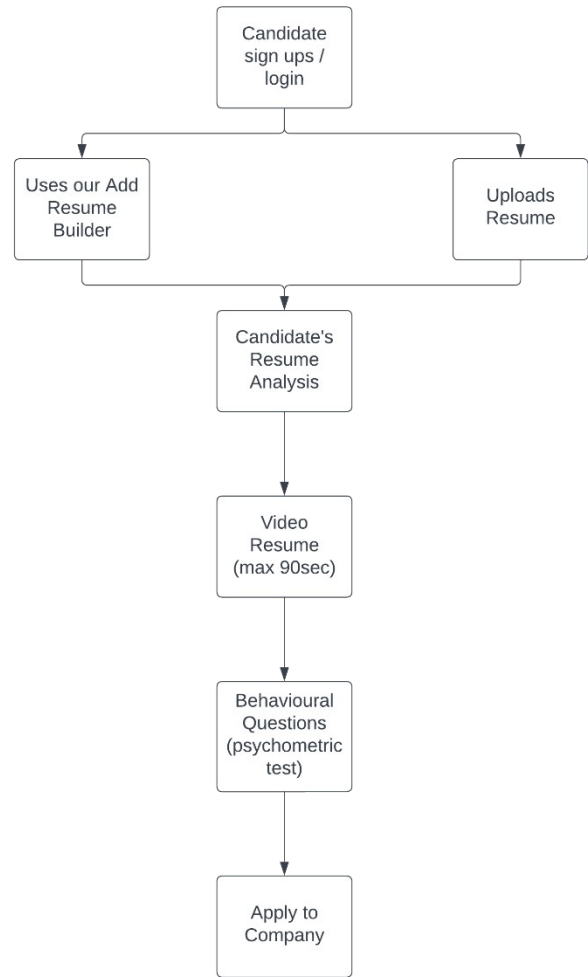 Candidate
sign ups /
login
Uses our Add
Resume
Builder
Uploads
Resume
Candidate's
Resume
Analysis
Video
Resume
(max 90sec)
Behavioural
Questions
(psychometric
test)
Apply to
Company